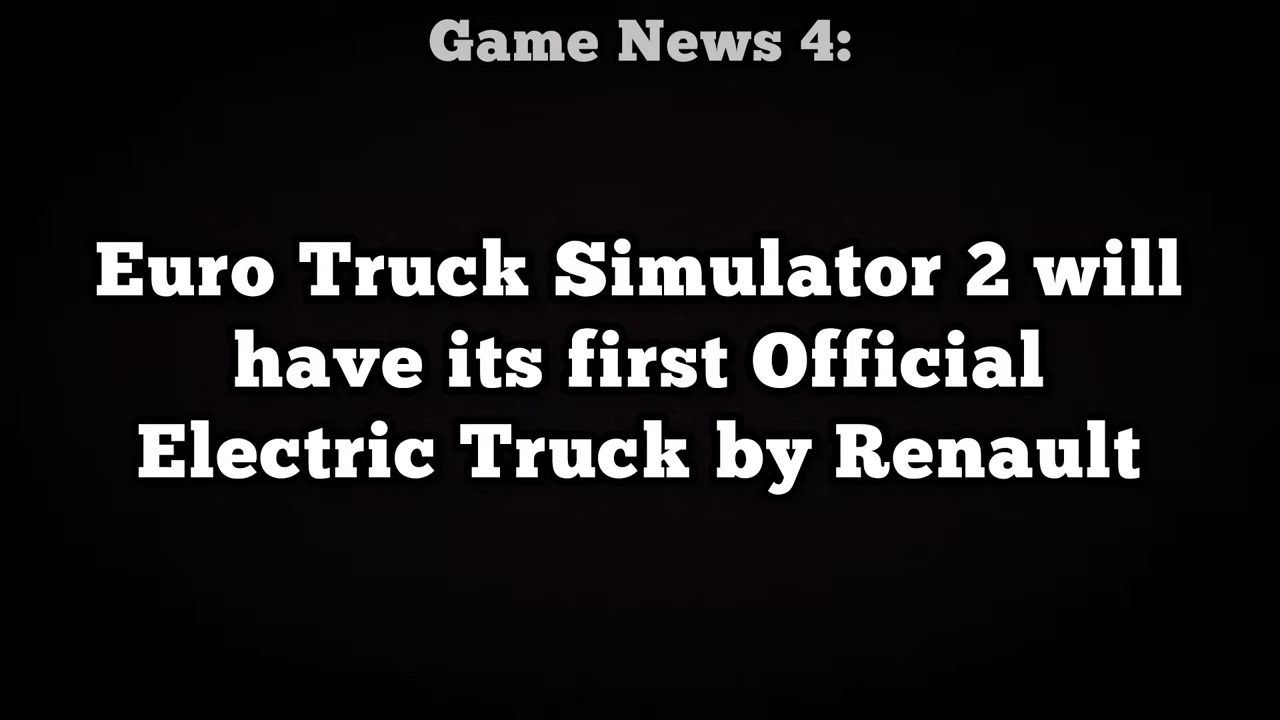 Game News 4:
Euro Truck Simulator 2 will
have its first Official
Electric Truck by Renault